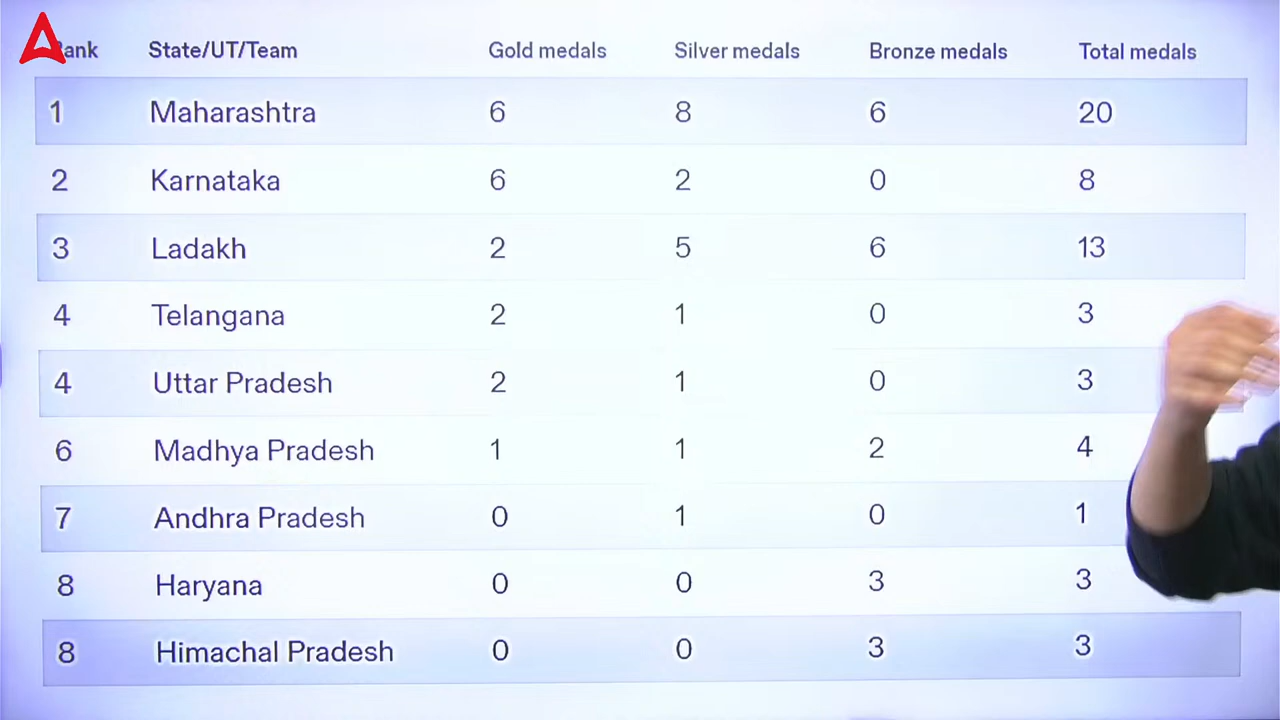 Rank State/UT/Team Gold medals Silver medals Bronze medals Total medals
1 Maharashtra 6 8 6 20
2 Karnataka 6 2 0 8
3 Ladakh 2 5 6 13
4 Telangana 2 1 0 3
4 Uttar Pradesh 2 1 0 3
6 Madhya Pradesh 1 1 2 4
7 Andhra Pradesh 0 1 0 1
8 Haryana 0 0 3 3
8 Himachal Pradesh 0 0 3 3